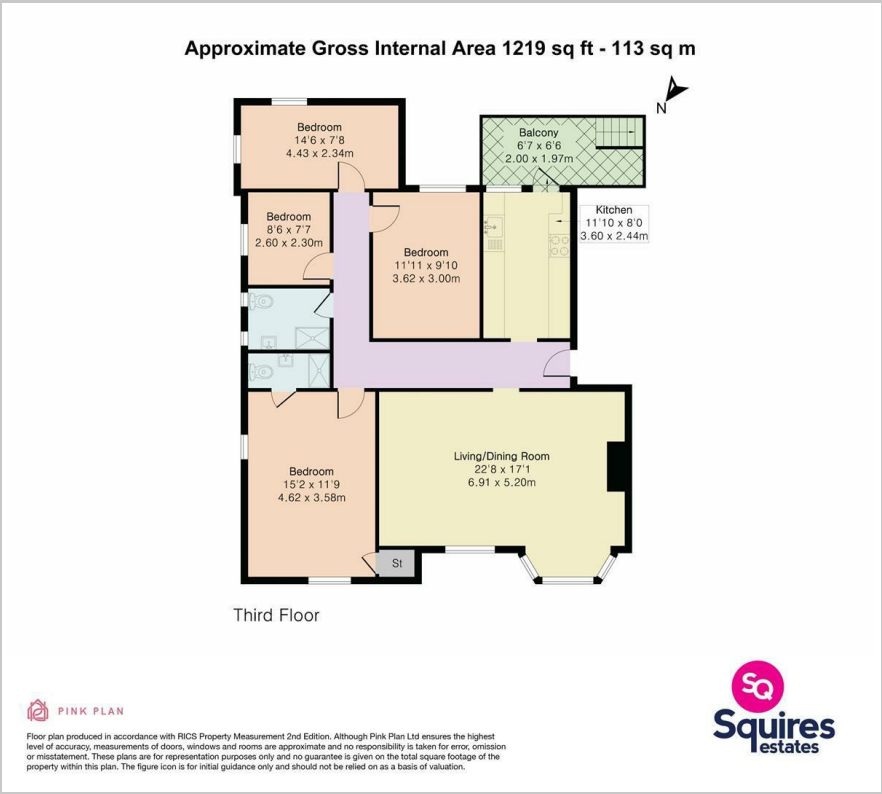 Approximate Gross Internal Area 1219 sq ft - 113 sq m
N
Bedroom
14'6 x 7'8
4.43 x 2.34m
Balcony
6'7 x 6'6
2.00 x 1.97m
Bedroom
8'6 x 7'7
2.60 x 2.30m
Bedroom
11'11 x 9'10
3.62 x 3.00m
Kitchen
11'10 x 8'0
3.60 x 2.44m
Bedroom
15'2 x 11'9
4.62 x 3.58m
Living/Dining Room
22'8 x 17'1
6.91 x 5.20m
St
Third Floor
PINK PLAN
Floor plan produced in accordance with RICS Property Measurement 2nd Edition. Although Pink Plan Ltd ensures the highest
level of accuracy, measurements of doors, windows and rooms are approximate and no responsibility is taken for error, omission
or misstatement. These plans are for representation purposes only and no guarantee is given on the total square footage of the
property within this plan. The figure icon is for initial guidance only and should not be relied on as a basis of valuation.
SQ
Squires
estates